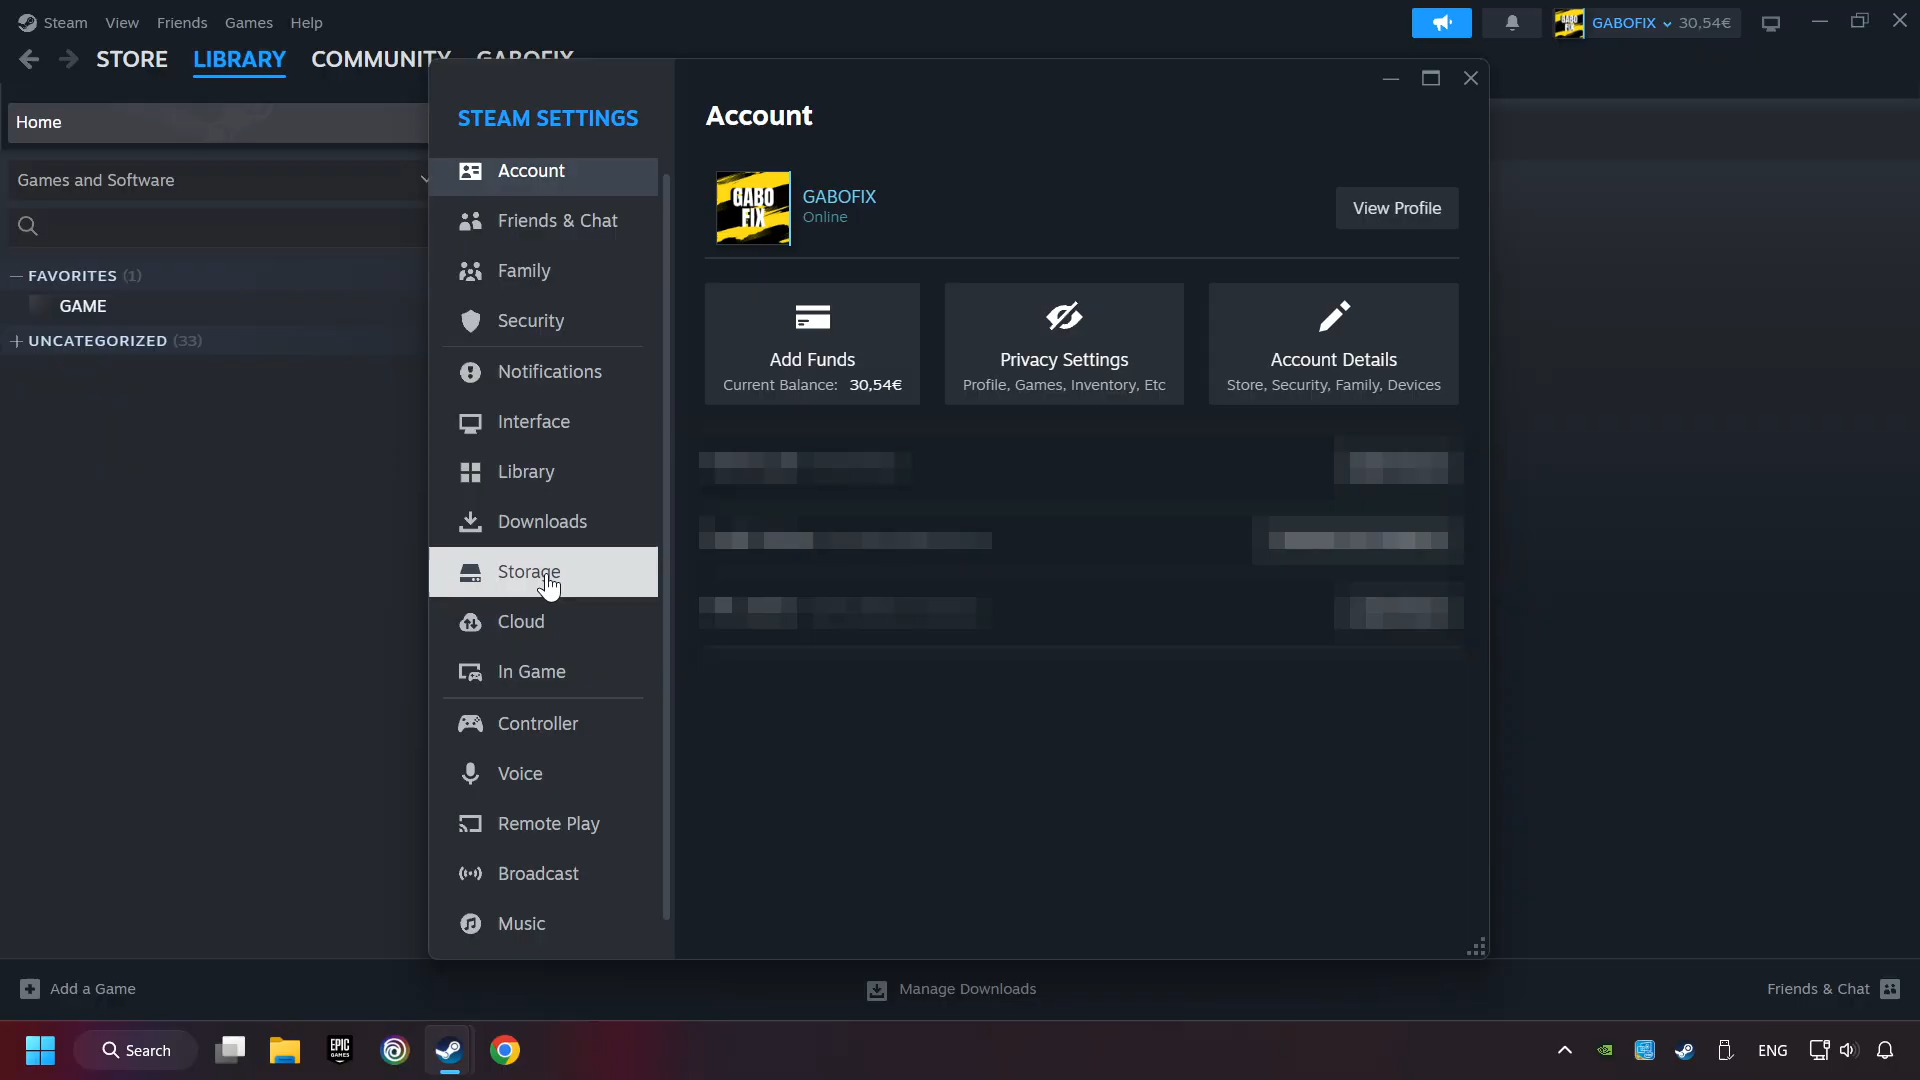 Steam View Friends Games Help
GABOFIX 30,54€
STORE LIBRARY COMMUNITY GABOFIX
Home
Games and Software
FAVORITES (1)
GAME
UNCATEGORIZED (33)
STEAM SETTINGS
Account
Friends & Chat
Family
Security
Notifications
Interface
Library
Downloads
Storage
Cloud
In Game
Controller
Voice
Remote Play
Broadcast
Music
Account
GABO
FIX
GABOFIX
Online
View Profile
Add Funds
Current Balance: 30,54€
Privacy Settings
Profile, Games, Inventory, Etc
Account Details
Store, Security, Family, Devices
Add a Game
Manage Downloads
Friends & Chat
Search
EPIC
GAMES
ENG